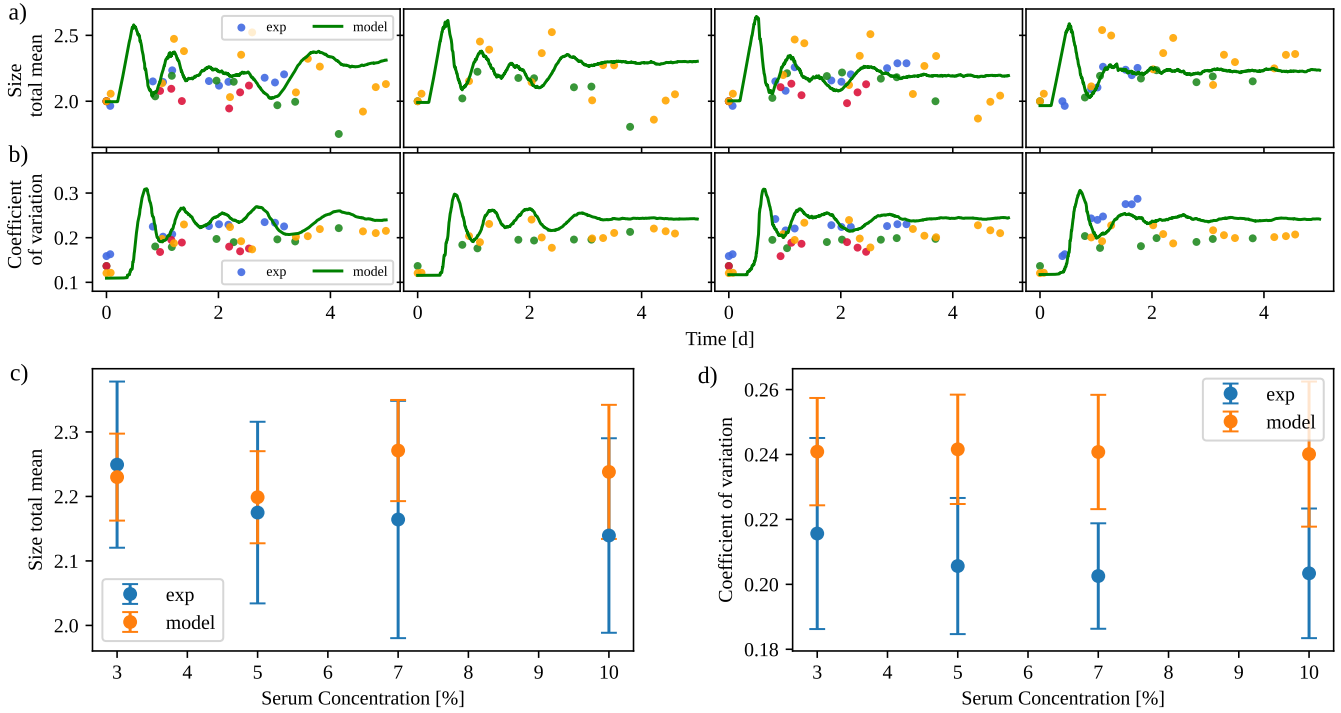 a)
Size
total mean
2.5
2.0
exp
model
b)
Coefficient
of variation
0.3
0.2
0.1
exp
model
0 2 4 0 2 4 0 2 4 0 2 4
Time [d]
c)
Size total mean
2.3
2.2
2.1
2.0
exp
model
3 4 5 6 7 8 9 10
Serum Concentration [%]
d)
Coefficient of variation
0.26
0.24
0.22
0.20
0.18
exp
model
3 4 5 6 7 8 9 10
Serum Concentration [%]